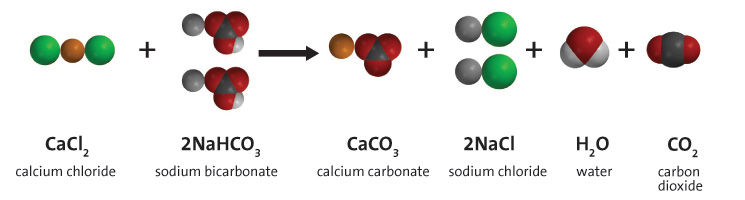 + + + + +
CaCl₂ 2NaHCO₃ CaCO₃ 2NaCl H₂O CO₂
calcium chloride sodium bicarbonate calcium carbonate sodium chloride water carbon
dioxide